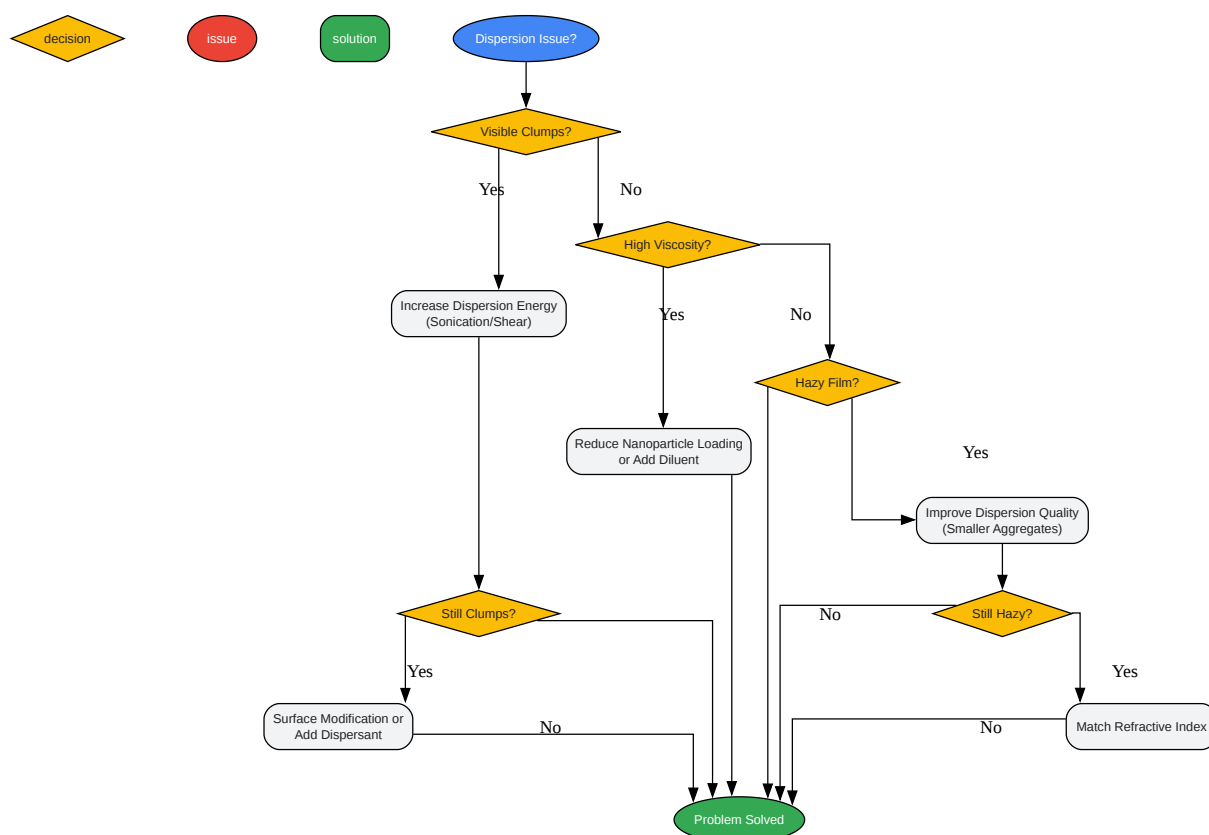 decision
issue
solution
Dispersion Issue?
Visible Clumps?
Yes
No
High Viscosity?
Increase Dispersion Energy
(Sonication/Shear)
Yes
No
Hazy Film?
Reduce Nanoparticle Loading
or Add Diluent
Yes
Improve Dispersion Quality
(Smaller Aggregates)
Still Clumps?
No
Still Hazy?
Yes
Yes
Surface Modification or
Add Dispersant
No
No
Match Refractive Index
Problem Solved